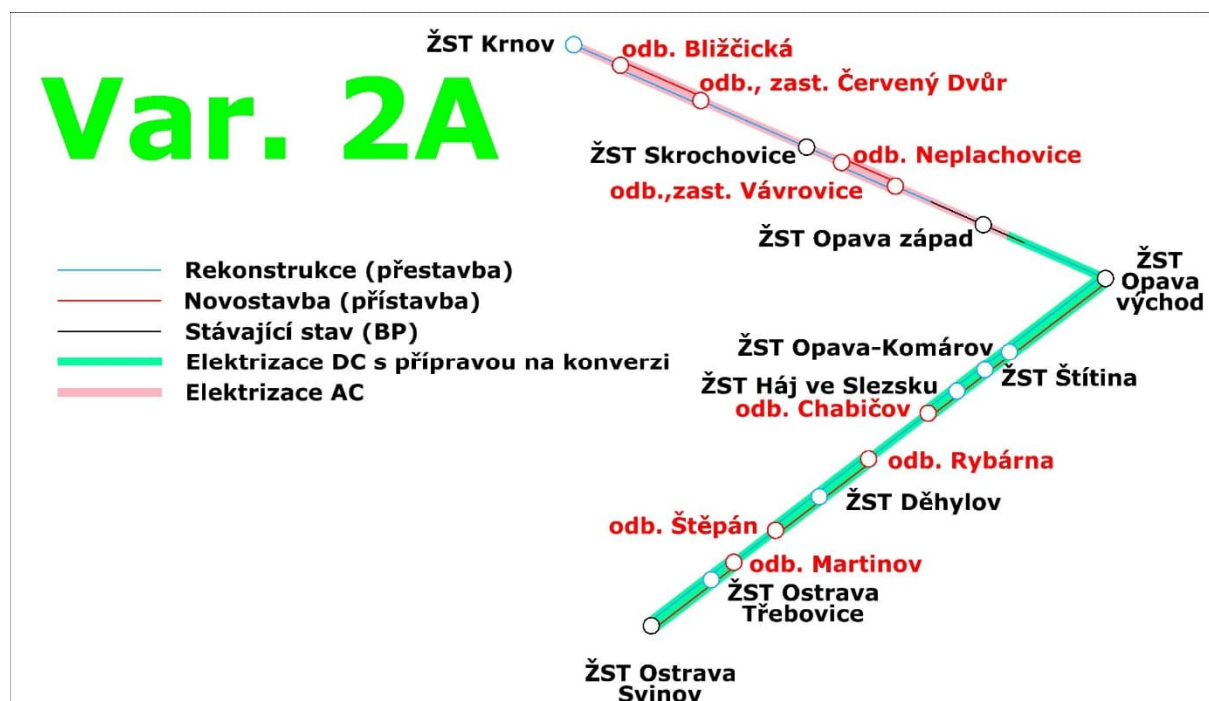 ŽST Krnov
odb. Bližčická
Var. 2A
odb., zast. Červený Dvůr
ŽST Skrochovice
odb. Neplachovice
odb.,zast. Vávrovice
ŽST Opava západ
ŽST
Opava
východ
Rekonstrukce (přestavba)
Novostavba (přístavba)
Stávající stav (BP)
Elektrizace DC s přípravou na konverzi
Elektrizace AC
ŽST Opava-Komárov
ŽST Štítina
ŽST Háj ve Slezsku
odb. Chabičov
odb. Rybárna
ŽST Děhylov
odb. Štěpán
odb. Martinov
ŽST Ostrava
Třebovice
ŽST Ostrava
Svinov